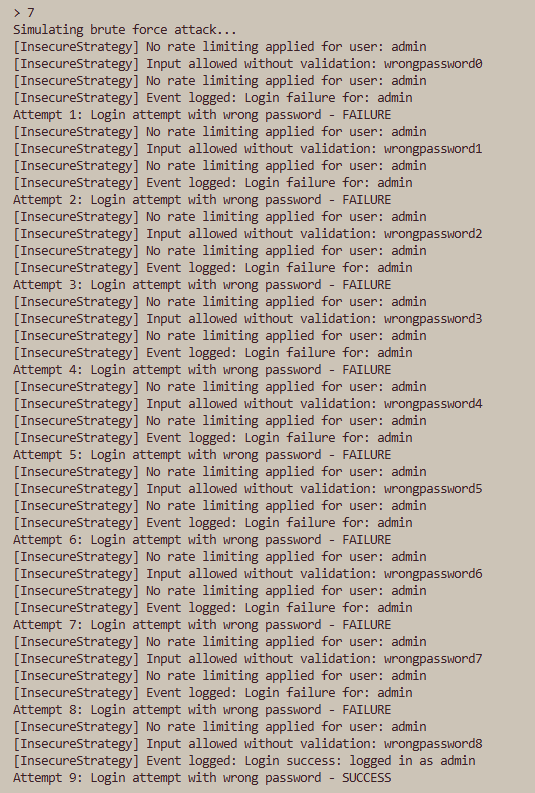 > 7
Simulating brute force attack...
[InsecureStrategy] No rate limiting applied for user: admin
[InsecureStrategy] Input allowed without validation: wrongpassword0
[InsecureStrategy] No rate limiting applied for user: admin
[InsecureStrategy] Event logged: Login failure for: admin
Attempt 1: Login attempt with wrong password - FAILURE
[InsecureStrategy] No rate limiting applied for user: admin
[InsecureStrategy] Input allowed without validation: wrongpassword1
[InsecureStrategy] No rate limiting applied for user: admin
[InsecureStrategy] Event logged: Login failure for: admin
Attempt 2: Login attempt with wrong password - FAILURE
[InsecureStrategy] No rate limiting applied for user: admin
[InsecureStrategy] Input allowed without validation: wrongpassword2
[InsecureStrategy] No rate limiting applied for user: admin
[InsecureStrategy] Event logged: Login failure for: admin
Attempt 3: Login attempt with wrong password - FAILURE
[InsecureStrategy] No rate limiting applied for user: admin
[InsecureStrategy] Input allowed without validation: wrongpassword3
[InsecureStrategy] No rate limiting applied for user: admin
[InsecureStrategy] Event logged: Login failure for: admin
Attempt 4: Login attempt with wrong password - FAILURE
[InsecureStrategy] No rate limiting applied for user: admin
[InsecureStrategy] Input allowed without validation: wrongpassword4
[InsecureStrategy] No rate limiting applied for user: admin
[InsecureStrategy] Event logged: Login failure for: admin
Attempt 5: Login attempt with wrong password - FAILURE
[InsecureStrategy] No rate limiting applied for user: admin
[InsecureStrategy] Input allowed without validation: wrongpassword5
[InsecureStrategy] No rate limiting applied for user: admin
[InsecureStrategy] Event logged: Login failure for: admin
Attempt 6: Login attempt with wrong password - FAILURE
[InsecureStrategy] No rate limiting applied for user: admin
[InsecureStrategy] Input allowed without validation: wrongpassword6
[InsecureStrategy] No rate limiting applied for user: admin
[InsecureStrategy] Event logged: Login failure for: admin
Attempt 7: Login attempt with wrong password - FAILURE
[InsecureStrategy] No rate limiting applied for user: admin
[InsecureStrategy] Input allowed without validation: wrongpassword7
[InsecureStrategy] No rate limiting applied for user: admin
[InsecureStrategy] Event logged: Login failure for: admin
Attempt 8: Login attempt with wrong password - FAILURE
[InsecureStrategy] No rate limiting applied for user: admin
[InsecureStrategy] Input allowed without validation: wrongpassword8
[InsecureStrategy] Event logged: Login success: logged in as admin
Attempt 9: Login attempt with wrong password - SUCCESS